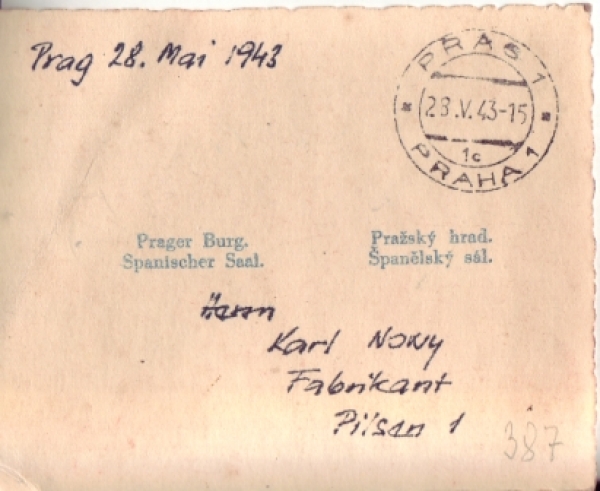 Prag 28. Mai 1943
PRAG 1
28.V.43-15
1c
PRAHA 1
Prager Burg.
Spanischer Saal.
Pražský hrad.
Španělský sál.
Herrn
Karl Nowy
Fabrikant
Pilsen 1
387